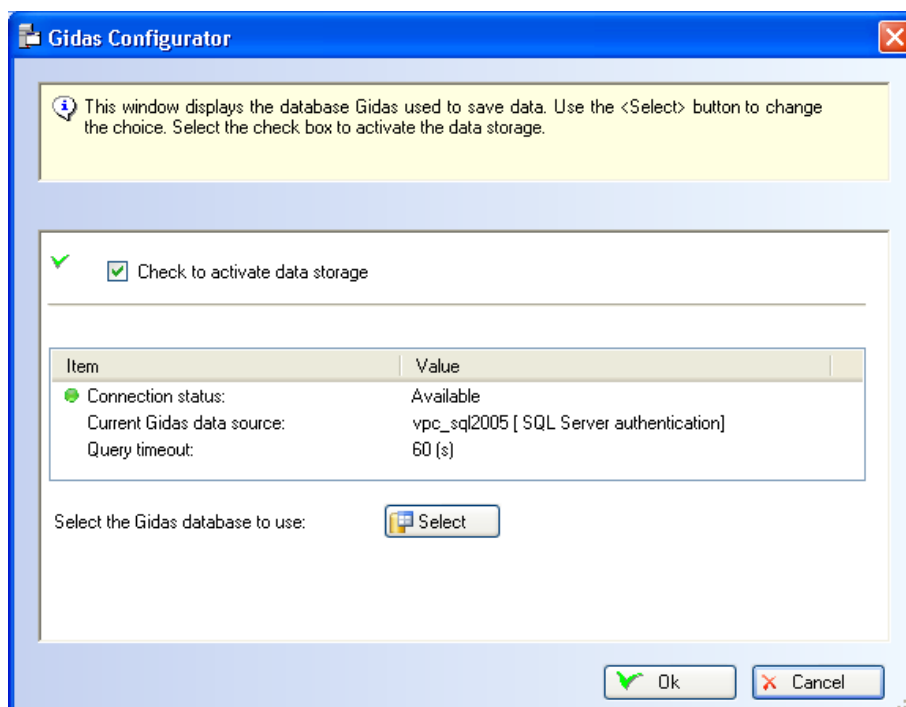 Gidas Configurator
This window displays the database Gidas used to save data. Use the <Select> button to change
the choice. Select the check box to activate the data storage.
Check to activate data storage
Item Value
Connection status: Available
Current Gidas data source: vpc_sql2005 [ SQL Server authentication]
Query timeout: 60 (s)
Select the Gidas database to use: Select
Ok Cancel